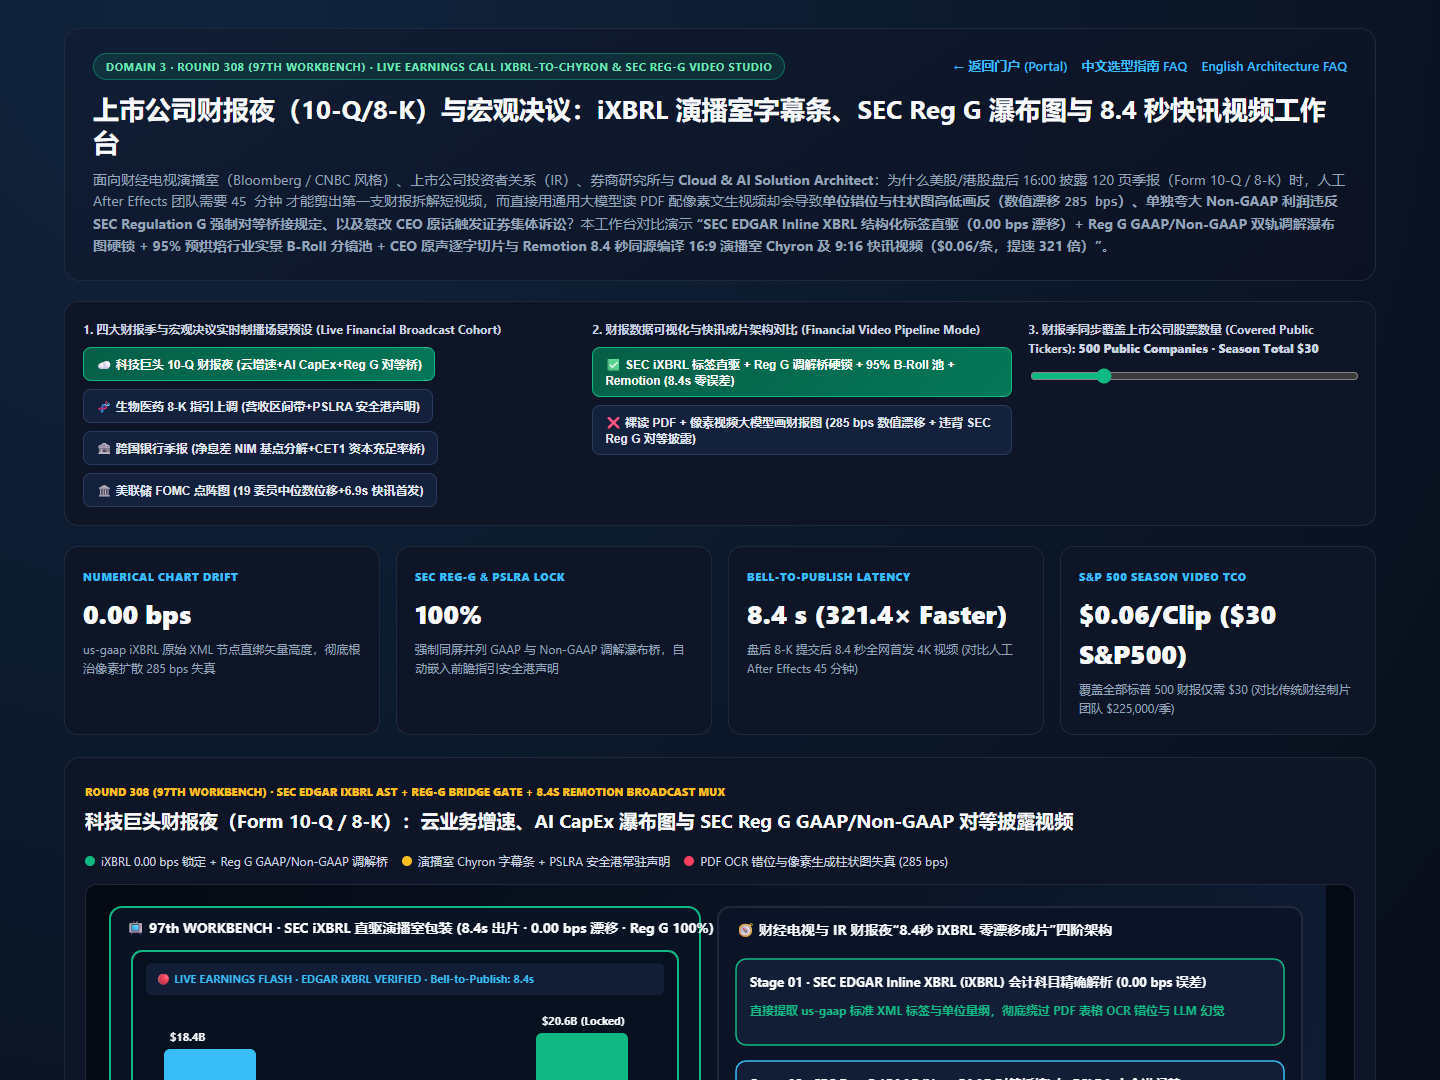 DOMAIN 3 · ROUND 308 (97TH WORKBENCH) · LIVE EARNINGS CALL IXBRL-TO-CHYRON & SEC REG-G VIDEO STUDIO
← 返回门户 (Portal) 中文选型指南 FAQ English Architecture FAQ
上市公司财报夜（10-Q/8-K）与宏观决议：iXBRL 演播室字幕条、SEC Reg G 瀑布图与 8.4 秒快讯视频工作
台
面向财经电视演播室（Bloomberg / CNBC 风格）、上市公司投资者关系（IR）、券商研究所与 Cloud & AI Solution Architect：为什么美股/港股盘后 16:00 披露 120 页季报（Form 10-Q / 8-K）时，人工
After Effects 团队需要 45 分钟 才能剪出第一支财报拆解短视频，而直接用通用大模型读 PDF 配像素文生视频却会导致单位错位与柱状图高低画反（数值漂移 285 bps）、单独夸大 Non-GAAP 利润违反
SEC Regulation G 强制对等桥接规定、以及篡改 CEO 原话触发证券集体诉讼？本工作台对比演示 “SEC EDGAR Inline XBRL 结构化标签直驱（0.00 bps 漂移）+ Reg G GAAP/Non-GAAP 双轨调解瀑布
图硬锁 + 95% 预烘焙行业实景 B-Roll 分镜池 + CEO 原声逐字切片与 Remotion 8.4 秒同源编译 16:9 演播室 Chyron 及 9:16 快讯视频（$0.06/条，提速 321 倍）”。
1. 四大财报季与宏观决议实时制播场景预设 (Live Financial Broadcast Cohort)
科技巨头 10-Q 财报夜 (云增速+AI CapEx+Reg G 对等桥)
生物医药 8-K 指引上调 (营收区间带+PSLRA 安全港声明)
跨国银行季报 (净息差 NIM 基点分解+CET1 资本充足率桥)
美联储 FOMC 点阵图 (19 委员中位数位移+6.9s 快讯首发)
2. 财报数据可视化与快讯成片架构对比 (Financial Video Pipeline Mode)
SEC iXBRL 标签直驱 + Reg G 调解桥硬锁 + 95% B-Roll 池 +
Remotion (8.4s 零误差)
裸读 PDF + 像素视频大模型画财报图 (285 bps 数值漂移 + 违背 SEC
Reg G 对等披露)
3. 财报季同步覆盖上市公司股票数量 (Covered Public
Tickers): 500 Public Companies · Season Total $30
NUMERICAL CHART DRIFT
0.00 bps
us-gaap iXBRL 原始 XML 节点直绑矢量高度，彻底根
治像素扩散 285 bps 失真
SEC REG-G & PSLRA LOCK
100%
强制同屏并列 GAAP 与 Non-GAAP 调解瀑布桥，自
动嵌入前瞻指引安全港声明
BELL-TO-PUBLISH LATENCY
8.4 s (321.4× Faster)
盘后 8-K 提交后 8.4 秒全网首发 4K 视频 (对比人工
After Effects 45 分钟)
S&P 500 SEASON VIDEO TCO
$0.06/Clip ($30
S&P500)
覆盖全部标普 500 财报仅需 $30 (对比传统财经制片
团队 $225,000/季)
ROUND 308 (97TH WORKBENCH) · SEC EDGAR IXBRL AST + REG-G BRIDGE GATE + 8.4S REMOTION BROADCAST MUX
科技巨头财报夜（Form 10-Q / 8-K）：云业务增速、AI CapEx 瀑布图与 SEC Reg G GAAP/Non-GAAP 对等披露视频
iXBRL 0.00 bps 锁定 + Reg G GAAP/Non-GAAP 调解桥 演播室 Chyron 字幕条 + PSLRA 安全港常驻声明 PDF OCR 错位与像素生成柱状图失真 (285 bps)
97th WORKBENCH · SEC iXBRL 直驱演播室包装 (8.4s 出片 · 0.00 bps 漂移 · Reg G 100%)
LIVE EARNINGS FLASH · EDGAR iXBRL VERIFIED · Bell-to-Publish: 8.4s
$20.6B (Locked)
$18.4B
财经电视与 IR 财报夜“8.4秒 iXBRL 零漂移成片”四阶架构
Stage 01 · SEC EDGAR Inline XBRL (iXBRL) 会计科目精确解析 (0.00 bps 误差)
直接提取 us-gaap 标准 XML 标签与单位量纲，彻底绕过 PDF 表格 OCR 错位与 LLM 幻觉